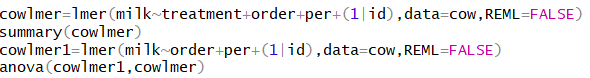 cowlmer=lmer(milk~treatment+order+per+(1|id),data=cow,REML=FALSE)
summary(cowlmer)
cowlmer1=lmer(milk~order+per+(1|id),data=cow,REML=FALSE)
anova(cowlmer1,cowlmer)